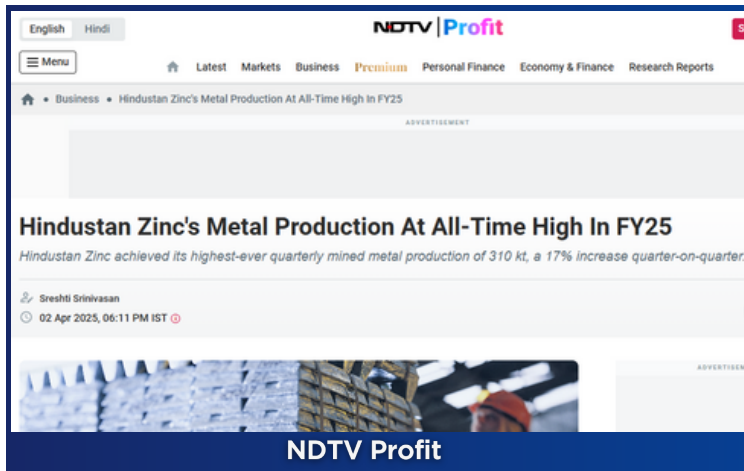 English Hindi
NDTV Profit
Menu
Latest Markets Business Premium Personal Finance Economy & Finance Research Reports
• Business • Hindustan Zinc's Metal Production At All-Time High In FY25
ADVERTISEMENT
Hindustan Zinc's Metal Production At All-Time High In FY25
Hindustan Zinc achieved its highest-ever quarterly mined metal production of 310 kt, a 17% increase quarter-on-quarter.
Sreshti Srinivasan
02 Apr 2025, 06:11 PM IST
NDTV Profit